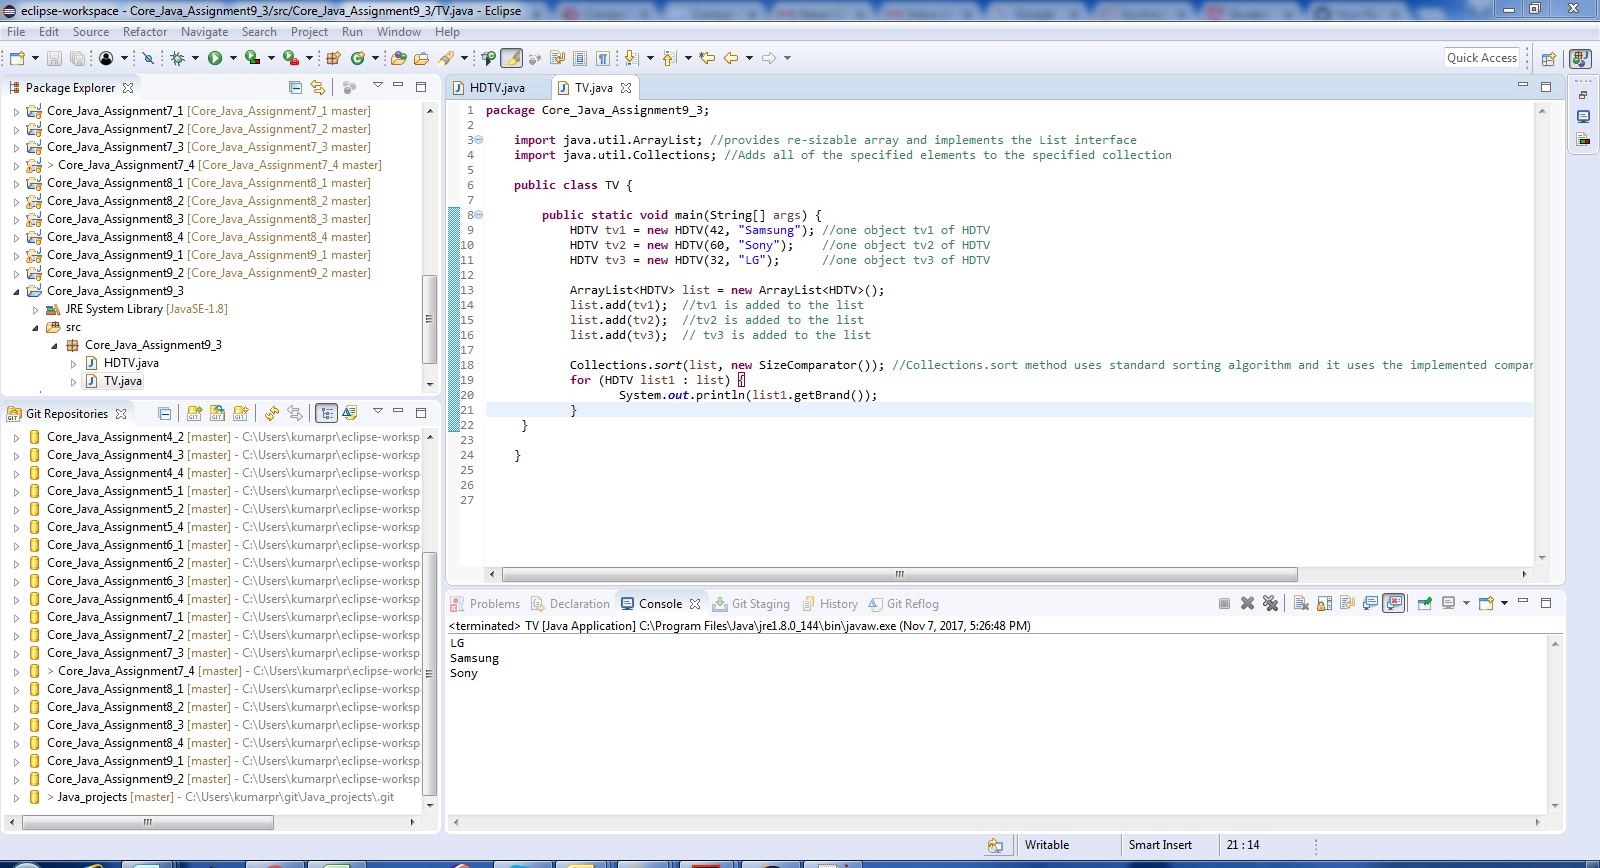 eclipse-workspace - Core_Java_Assignment9_3/src/Core_Java_Assignment9_3/TV.java - Eclipse
File Edit Source Refactor Navigate Search Project Run Window Help
Quick Access
Package Explorer
Core_Java_Assignment7_1 [Core_Java_Assignment7_1 master]
Core_Java_Assignment7_2 [Core_Java_Assignment7_2 master]
Core_Java_Assignment7_3 [Core_Java_Assignment7_3 master]
> Core_Java_Assignment7_4 [Core_Java_Assignment7_4 master]
Core_Java_Assignment8_1 [Core_Java_Assignment8_1 master]
Core_Java_Assignment8_2 [Core_Java_Assignment8_2 master]
Core_Java_Assignment8_3 [Core_Java_Assignment8_3 master]
Core_Java_Assignment8_4 [Core_Java_Assignment8_4 master]
Core_Java_Assignment9_1 [Core_Java_Assignment9_1 master]
Core_Java_Assignment9_2 [Core_Java_Assignment9_2 master]
Core_Java_Assignment9_3
JRE System Library [JavaSE-1.8]
src
Core_Java_Assignment9_3
HDTV.java
TV.java
Git Repositories
Core_Java_Assignment4_2 [master] - C:\Users\kumarpr\eclipse-worksp
Core_Java_Assignment4_3 [master] - C:\Users\kumarpr\eclipse-worksp
Core_Java_Assignment4_4 [master] - C:\Users\kumarpr\eclipse-worksp
Core_Java_Assignment5_1 [master] - C:\Users\kumarpr\eclipse-worksp
Core_Java_Assignment5_2 [master] - C:\Users\kumarpr\eclipse-worksp
Core_Java_Assignment5_4 [master] - C:\Users\kumarpr\eclipse-worksp
Core_Java_Assignment6_1 [master] - C:\Users\kumarpr\eclipse-worksp
Core_Java_Assignment6_2 [master] - C:\Users\kumarpr\eclipse-worksp
Core_Java_Assignment6_3 [master] - C:\Users\kumarpr\eclipse-worksp
Core_Java_Assignment6_4 [master] - C:\Users\kumarpr\eclipse-worksp
Core_Java_Assignment7_1 [master] - C:\Users\kumarpr\eclipse-worksp
Core_Java_Assignment7_2 [master] - C:\Users\kumarpr\eclipse-worksp
Core_Java_Assignment7_3 [master] - C:\Users\kumarpr\eclipse-worksp
> Core_Java_Assignment7_4 [master] - C:\Users\kumarpr\eclipse-works
Core_Java_Assignment8_1 [master] - C:\Users\kumarpr\eclipse-worksp
Core_Java_Assignment8_2 [master] - C:\Users\kumarpr\eclipse-worksp
Core_Java_Assignment8_3 [master] - C:\Users\kumarpr\eclipse-worksp
Core_Java_Assignment8_4 [master] - C:\Users\kumarpr\eclipse-worksp
Core_Java_Assignment9_1 [master] - C:\Users\kumarpr\eclipse-worksp
Core_Java_Assignment9_2 [master] - C:\Users\kumarpr\eclipse-worksp
> Java_projects [master] - C:\Users\kumarpr\git\Java_projects\.git
HDTV.java TV.java
1 package Core_Java_Assignment9_3;
2
3 import java.util.ArrayList; //provides re-sizable array and implements the List interface
4 import java.util.Collections; //Adds all of the specified elements to the specified collection
5
6 public class TV {
7
8 public static void main(String[] args) {
9 HDTV tv1 = new HDTV(42, "Samsung"); //one object tv1 of HDTV
10 HDTV tv2 = new HDTV(60, "Sony"); //one object tv2 of HDTV
11 HDTV tv3 = new HDTV(32, "LG"); //one object tv3 of HDTV
12
13 ArrayList<HDTV> list = new ArrayList<HDTV>();
14 list.add(tv1); //tv1 is added to the list
15 list.add(tv2); //tv2 is added to the list
16 list.add(tv3); // tv3 is added to the list
17
18 Collections.sort(list, new SizeComparator()); //Collections.sort method uses standard sorting algorithm and it uses the implemented compar
19 for (HDTV list1 : list) {
20 System.out.println(list1.getBrand());
21 }
22 }
23
24 }
25
26
27
Problems Declaration Console Git Staging History Git Reflog
<terminated> TV [Java Application] C:\Program Files\Java\jre1.8.0_144\bin\javaw.exe (Nov 7, 2017, 5:26:48 PM)
LG
Samsung
Sony
Writable Smart Insert 21 : 14